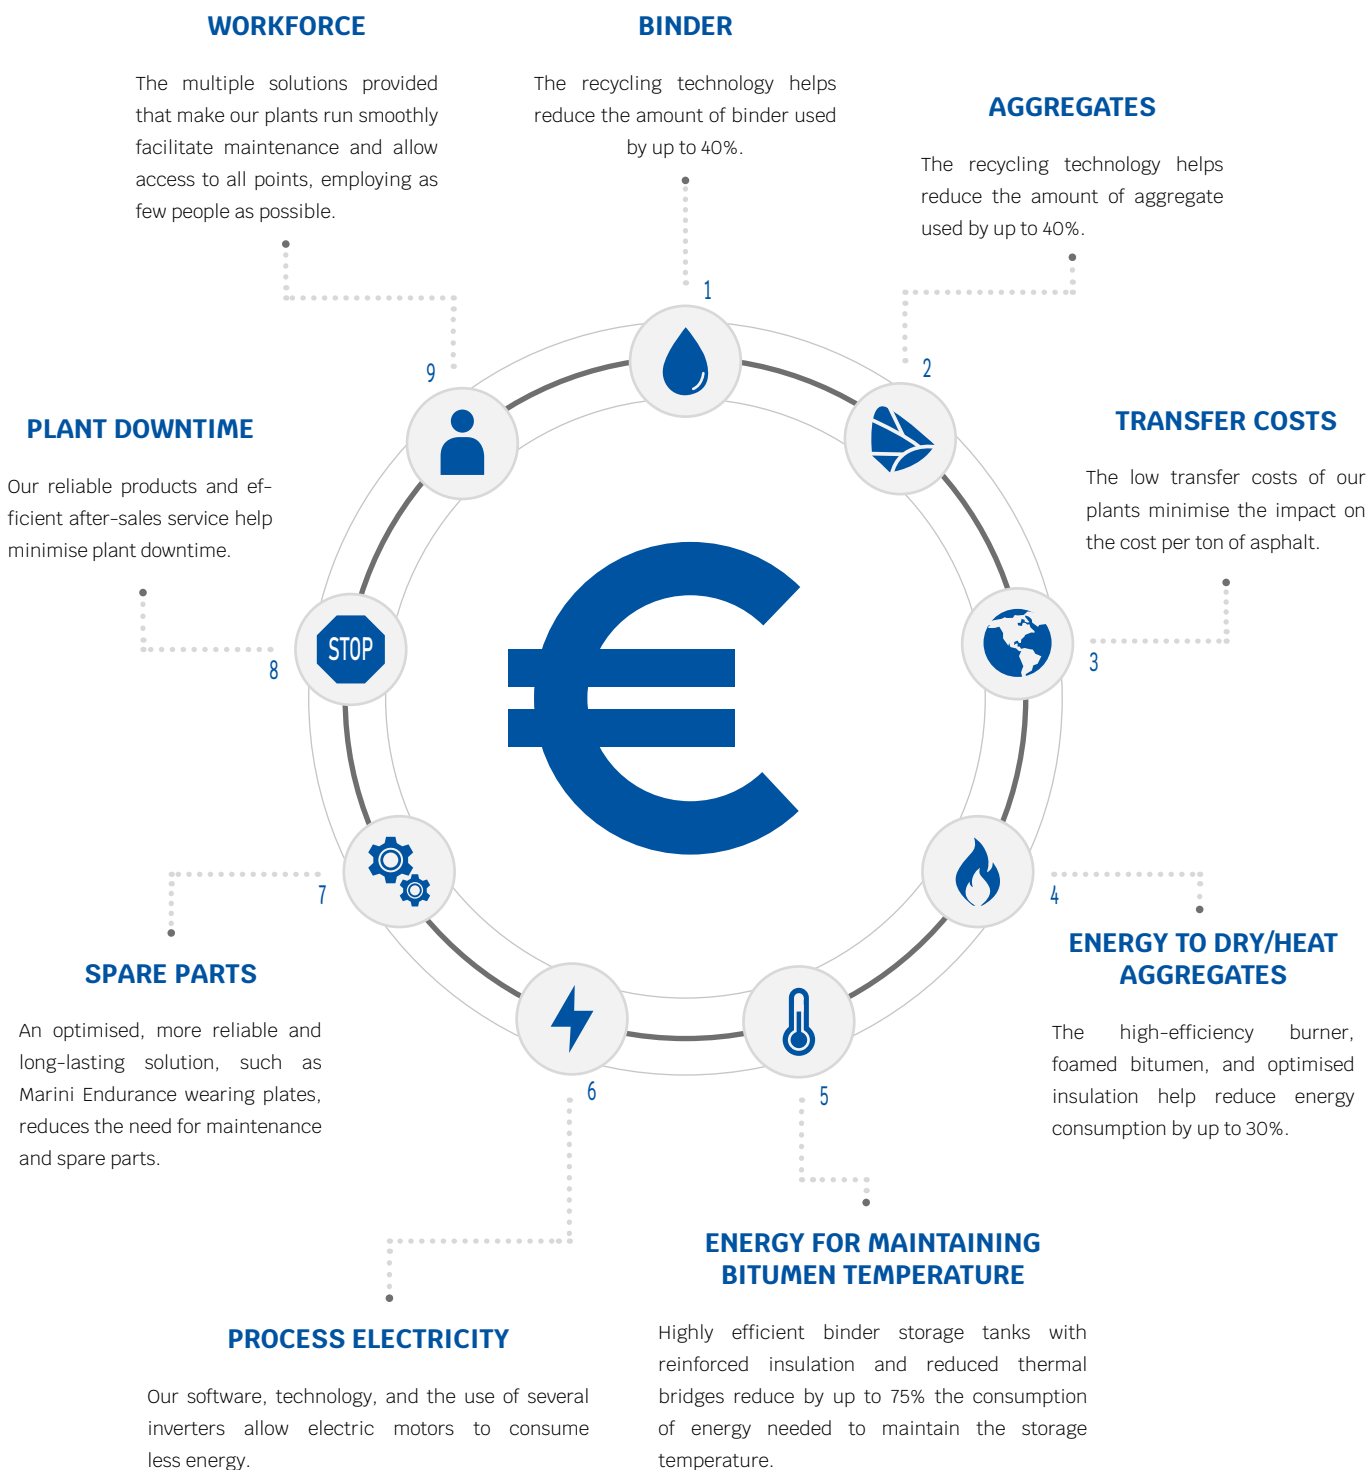 WORKFORCE
The multiple solutions provided
that make our plants run smoothly
facilitate maintenance and allow
access to all points, employing as
few people as possible.
BINDER
The recycling technology helps
reduce the amount of binder used
by up to 40%.
AGGREGATES
The recycling technology helps
reduce the amount of aggregate
used by up to 40%.
1
2
9
PLANT DOWNTIME
Our reliable products and ef-
ficient after-sales service help
minimise plant downtime.
TRANSFER COSTS
The low transfer costs of our
plants minimise the impact on
the cost per ton of asphalt.
€
STOP
8
3
7
4
SPARE PARTS
An optimised, more reliable and
long-lasting solution, such as
Marini Endurance wearing plates,
reduces the need for maintenance
and spare parts.
ENERGY TO DRY/HEAT
AGGREGATES
The high-efficiency burner,
foamed bitumen, and optimised
insulation help reduce energy
consumption by up to 30%.
6
5
PROCESS ELECTRICITY
Our software, technology, and the use of several
inverters allow electric motors to consume
less energy.
ENERGY FOR MAINTAINING
BITUMEN TEMPERATURE
Highly efficient binder storage tanks with
reinforced insulation and reduced thermal
bridges reduce by up to 75% the consumption
of energy needed to maintain the storage
temperature.